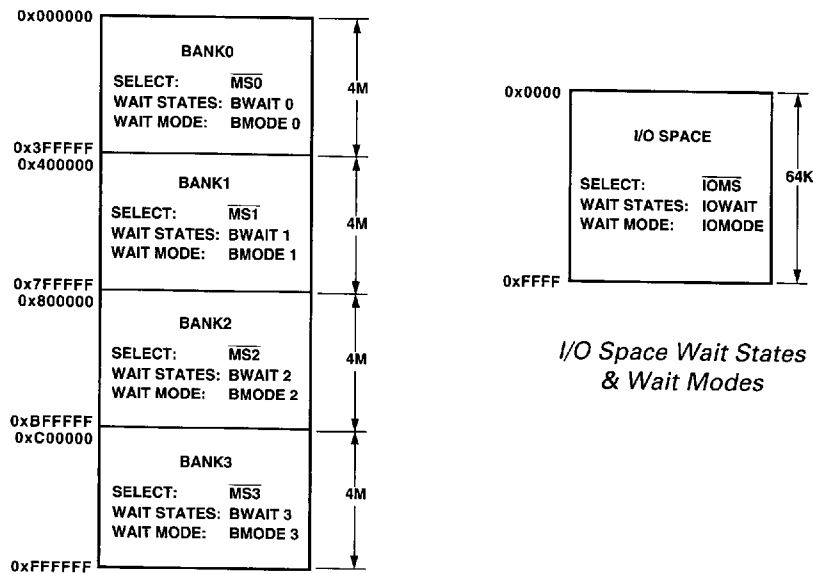 0x000000
BANK0
SELECT: MS0
WAIT STATES: BWAIT 0
WAIT MODE: BMODE 0
4M
0x3FFFFF
0x400000
BANK1
SELECT: MS1
WAIT STATES: BWAIT 1
WAIT MODE: BMODE 1
4M
0x7FFFFF
0x800000
BANK2
SELECT: MS2
WAIT STATES: BWAIT 2
WAIT MODE: BMODE 2
4M
0xBFFFFF
0xC00000
BANK3
SELECT: MS3
WAIT STATES: BWAIT 3
WAIT MODE: BMODE 3
4M
0xFFFFFF
0x0000
I/O SPACE
SELECT: IOMS
WAIT STATES: IOWAIT
WAIT MODE: IOMODE
64K
0xFFFF
I/O Space Wait States
& Wait Modes